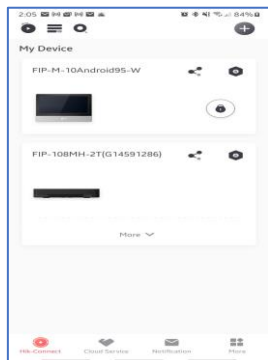 2:05
84%
My Device
FIP-M-10Android95-W
FIP-108MH-2T(G14591286)
More
Hik-Connect Cloud Service Notification More